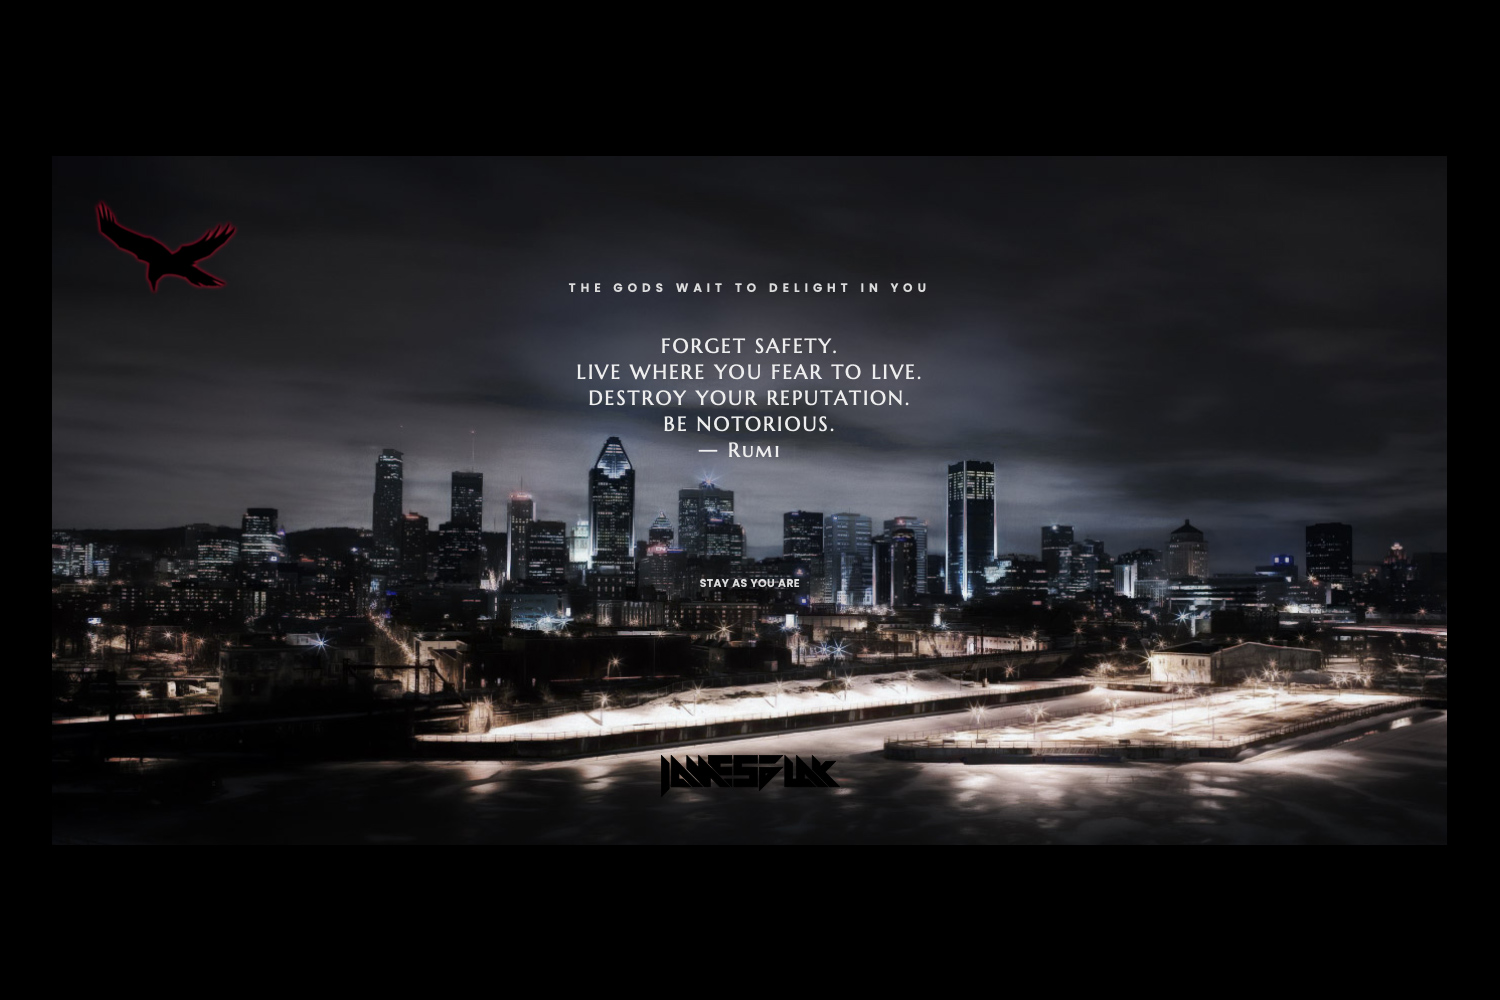 THE GODS WAIT TO DELIGHT IN YOU
FORGET SAFETY.
LIVE WHERE YOU FEAR TO LIVE.
DESTROY YOUR REPUTATION.
BE NOTORIOUS.
— Rumi
STAY AS YOU ARE
JAMESFLAX